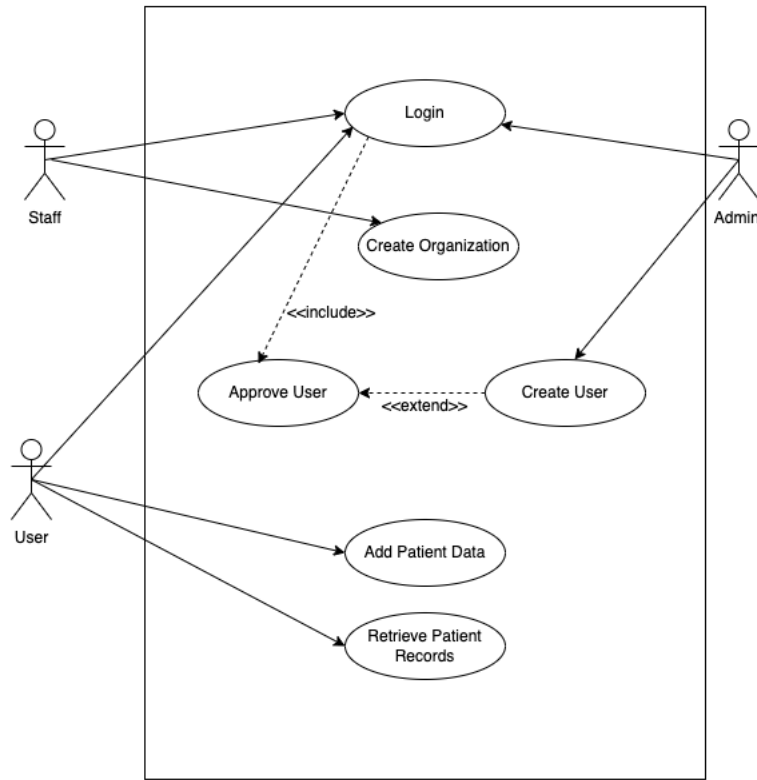 Login
Staff
Admin
Create Organization
<<include>>
Approve User
Create User
<<extend>>
User
Add Patient Data
Retrieve Patient
Records